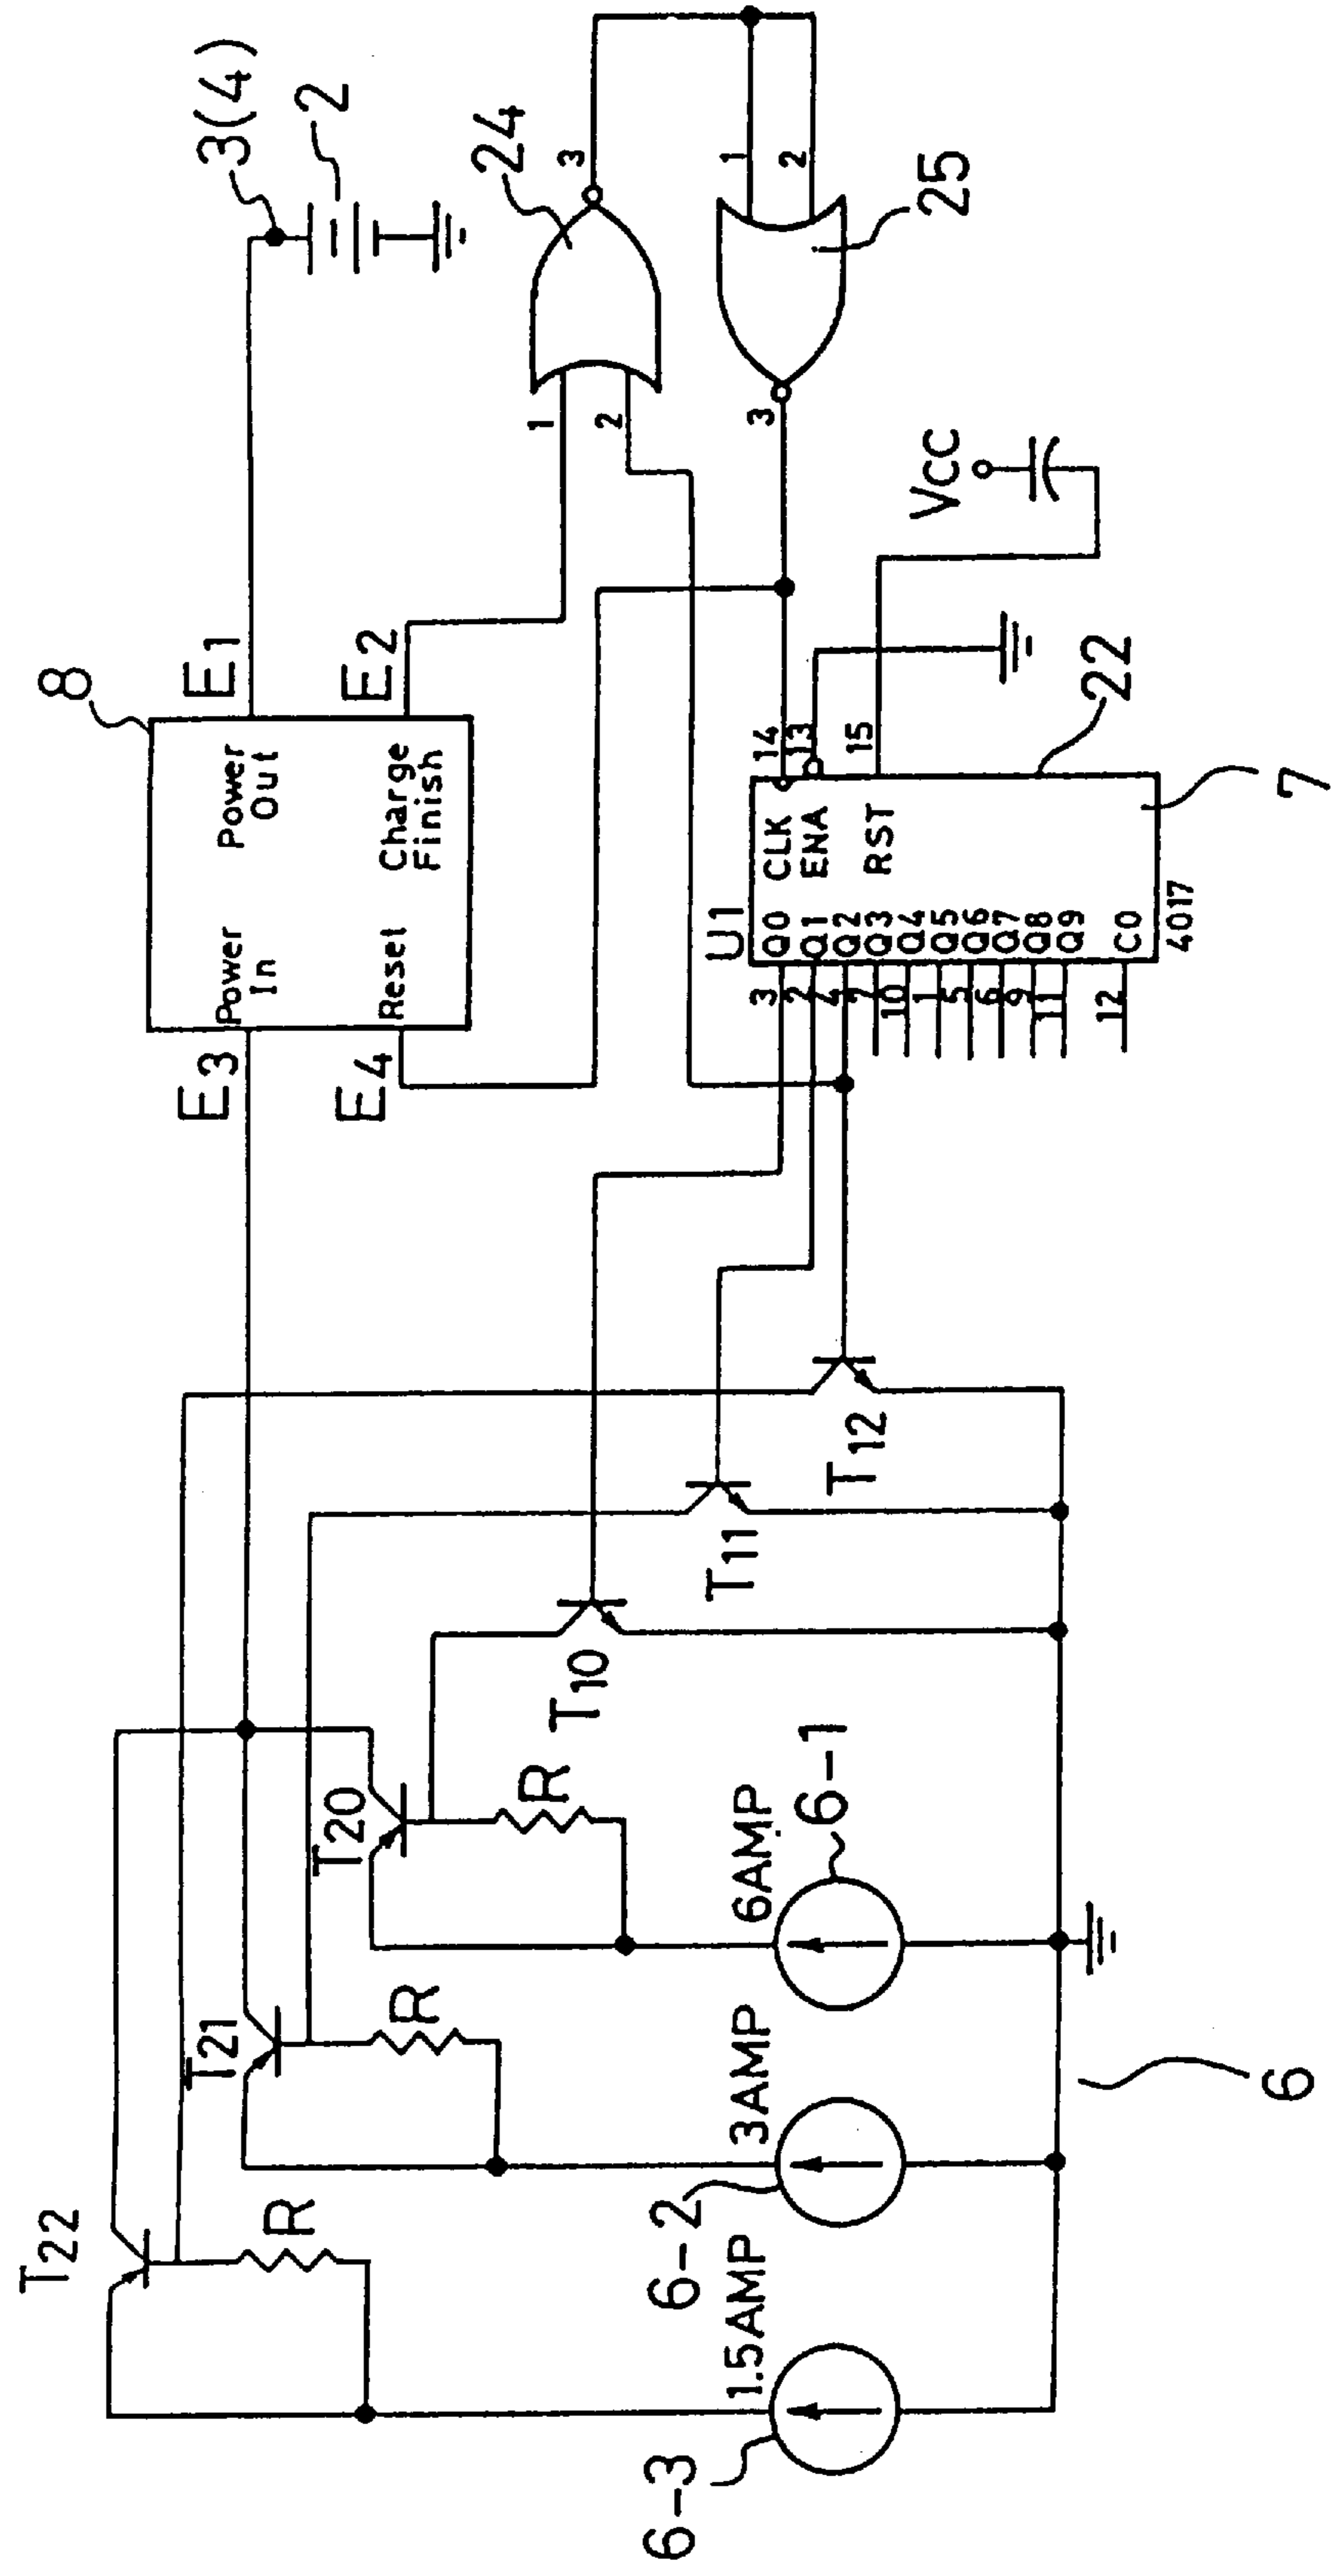 8
Power In
Power Out
Reset
Charge Finish
E3
E1
E4
E2
3(4)
2
24
1
2
3
1
2
3
25
VCC
U1
3 Q0
2 Q1
4 Q2
7 Q3
10 Q4
1 Q5
5 Q6
6 Q7
9 Q8
11 Q9
12 CO
CLK 14
ENA 13
RST 15
4017
22
7
T22
R
T21
R
T20
R
T10
T11
T12
1.5AMP
6-3
3AMP
6-2
6AMP
6-1
6